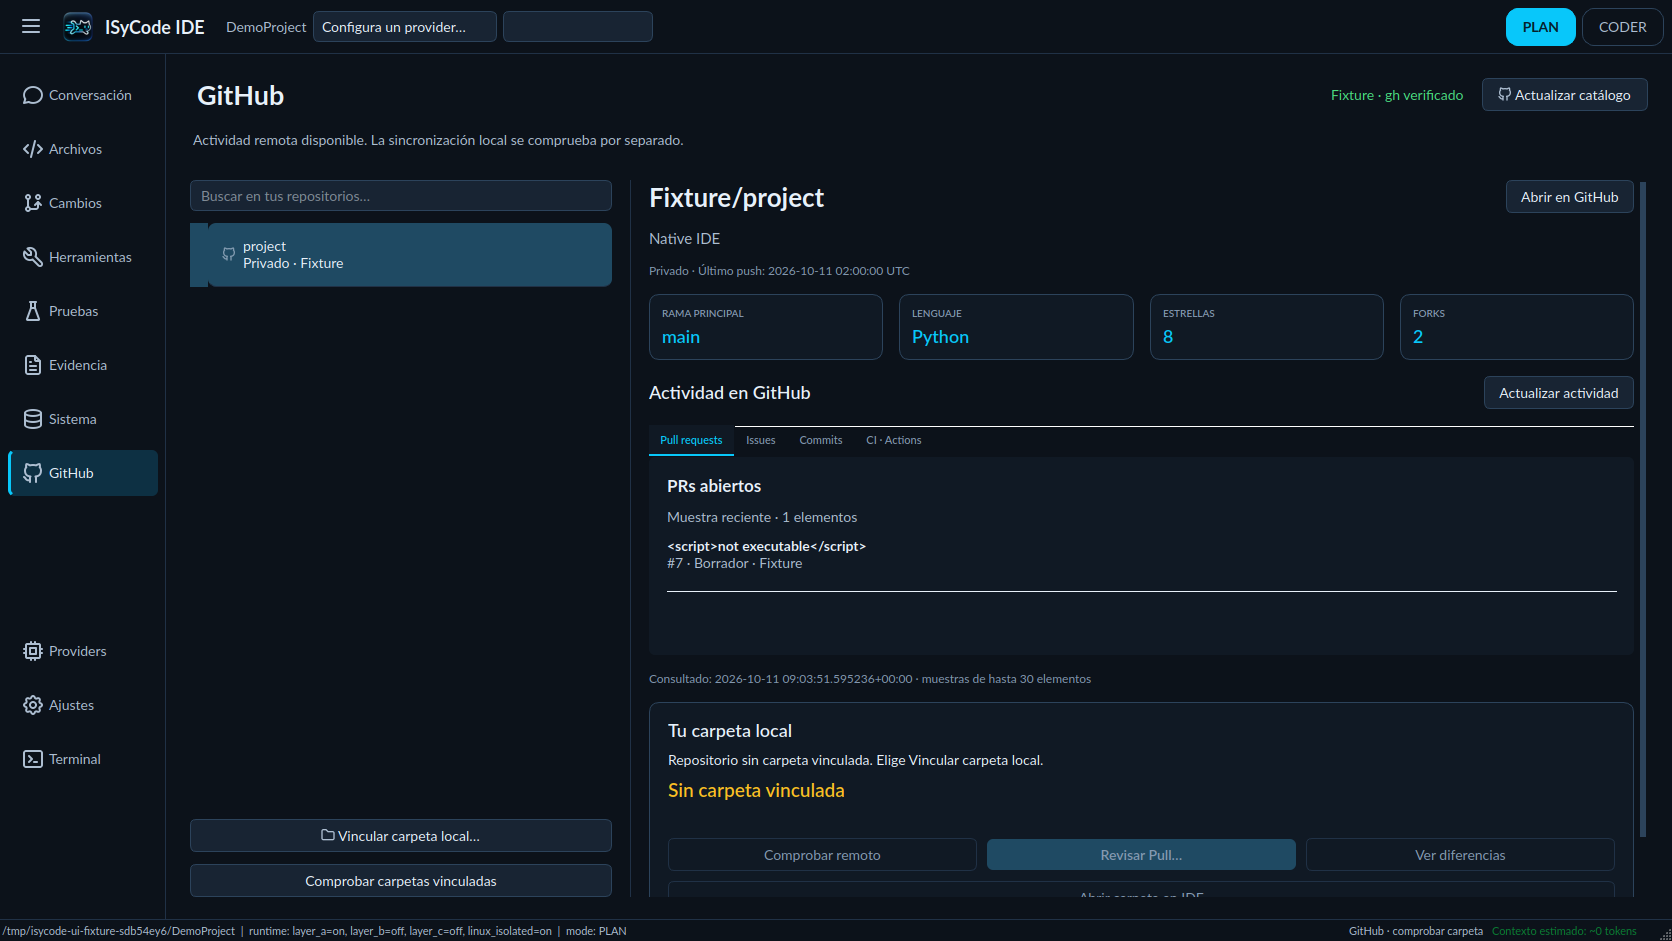 ISyCode IDE
DemoProject
Configura un provider...
PLAN
CODER
Conversación
Archivos
Cambios
Herramientas
Pruebas
Evidencia
Sistema
GitHub
Providers
Ajustes
Terminal
GitHub
Fixture · gh verificado
Actualizar catálogo
Actividad remota disponible. La sincronización local se comprueba por separado.
Buscar en tus repositorios...
project
Privado · Fixture
Vincular carpeta local...
Comprobar carpetas vinculadas
Fixture/project
Abrir en GitHub
Native IDE
Privado · Último push: 2026-10-11 02:00:00 UTC
RAMA PRINCIPAL
main
LENGUAJE
Python
ESTRELLAS
8
FORKS
2
Actividad en GitHub
Actualizar actividad
Pull requests
Issues
Commits
CI · Actions
PRs abiertos
Muestra reciente · 1 elementos
<script>not executable</script>
#7 · Borrador · Fixture
Consultado: 2026-10-11 09:03:51.595236+00:00 · muestras de hasta 30 elementos
Tu carpeta local
Repositorio sin carpeta vinculada. Elige Vincular carpeta local.
Sin carpeta vinculada
Comprobar remoto
Revisar Pull...
Ver diferencias
Abrir carpeta en IDE
/tmp/isycode-ui-fixture-sdb54ey6/DemoProject | runtime: layer_a=on, layer_b=off, layer_c=off, linux_isolated=on | mode: PLAN
GitHub · comprobar carpeta
Contexto estimado: ~0 tokens